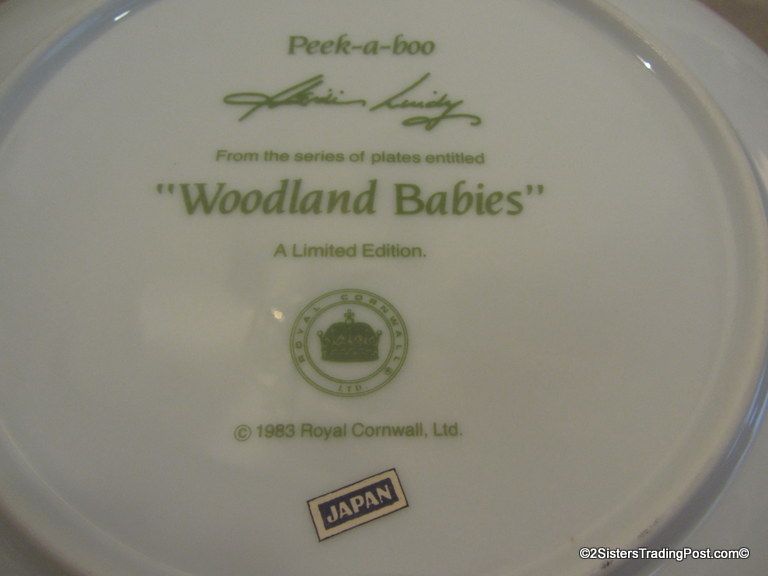 Peek-a-boo
From the series of plates entitled
"Woodland Babies"
A Limited Edition.
ROYAL CORNWALL ®
LTD.
© 1983 Royal Cornwall, Ltd.
JAPAN
©2SistersTradingPost.com©